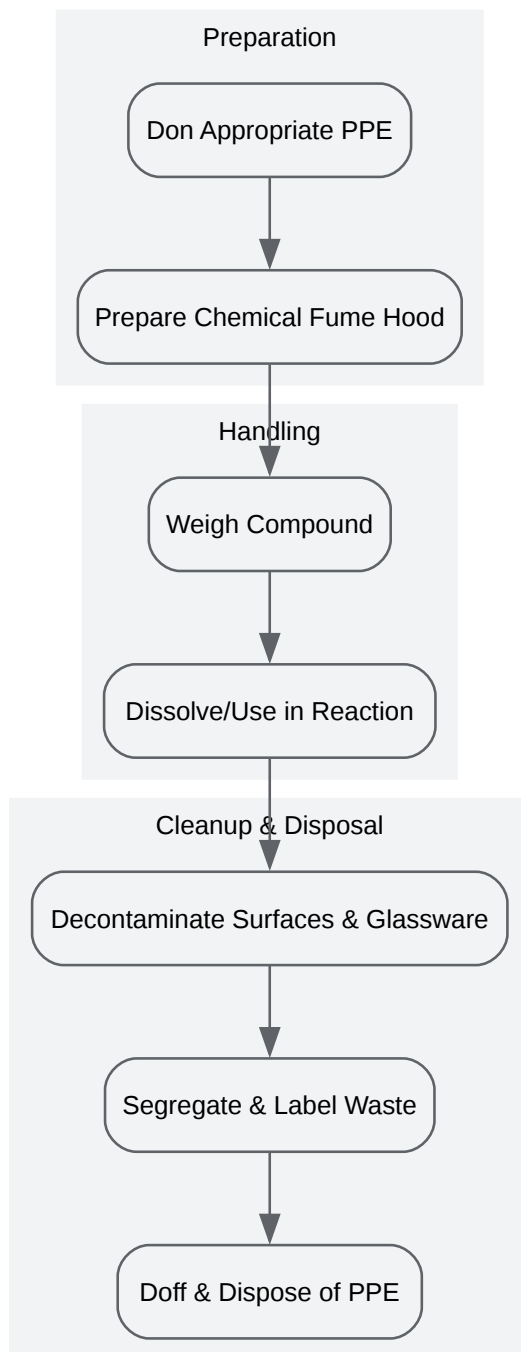 Preparation
Don Appropriate PPE
Prepare Chemical Fume Hood
Handling
Weigh Compound
Dissolve/Use in Reaction
Cleanup & Disposal
Decontaminate Surfaces & Glassware
Segregate & Label Waste
Doff & Dispose of PPE